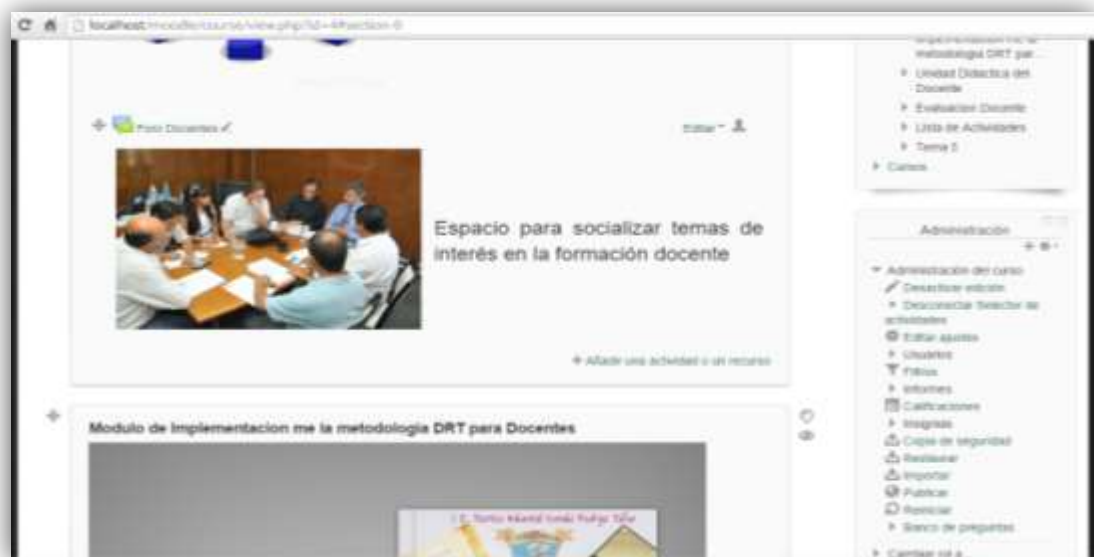 localhost/moodle/course/view.php?id=4#section-0
Foro Docentes
Editar
Espacio para socializar temas de
interés en la formación docente
Añadir una actividad o un recurso
Modulo de Implementacion me la metodologia DRT para Docentes
metodologia DRT par...
Unidad Didactica del
Docente
Evaluacion Docente
Lista de Actividades
Tema 5
Cursos
Administración
Administración del curso
Desactivar edición
Desconectar Selector de
actividades
Editar ajustes
Usuarios
Filtros
Informes
Calificaciones
Insignias
Copia de seguridad
Restaurar
Importar
Publicar
Reiniciar
Banco de preguntas
Cambiar rol a